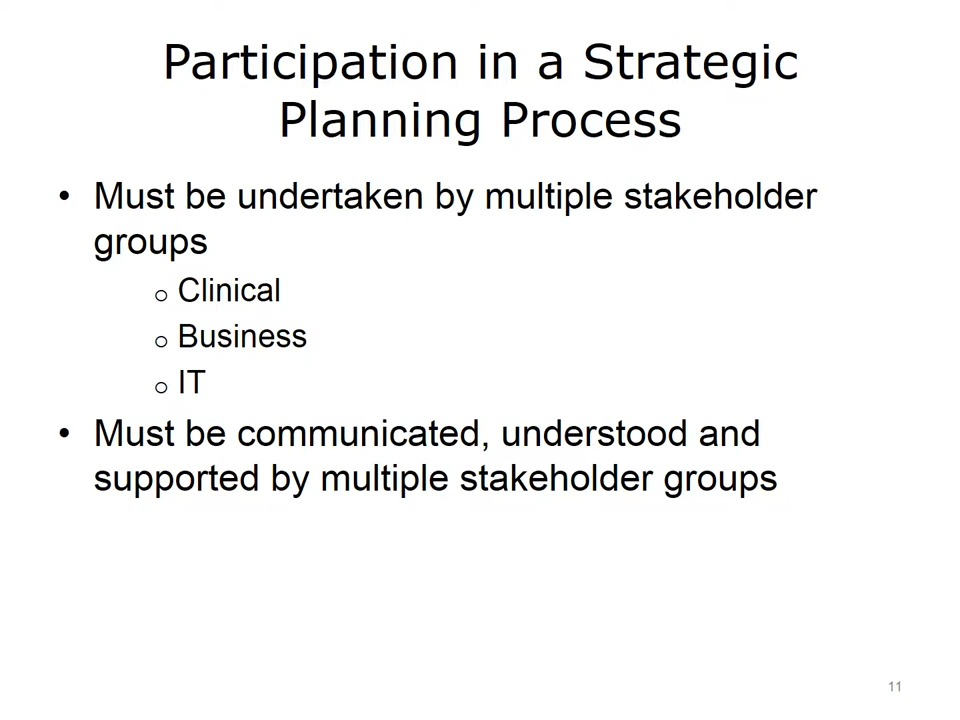 Participation in a Strategic
Planning Process
• Must be undertaken by multiple stakeholder
groups
o Clinical
o Business
o IT
• Must be communicated, understood and
supported by multiple stakeholder groups
11